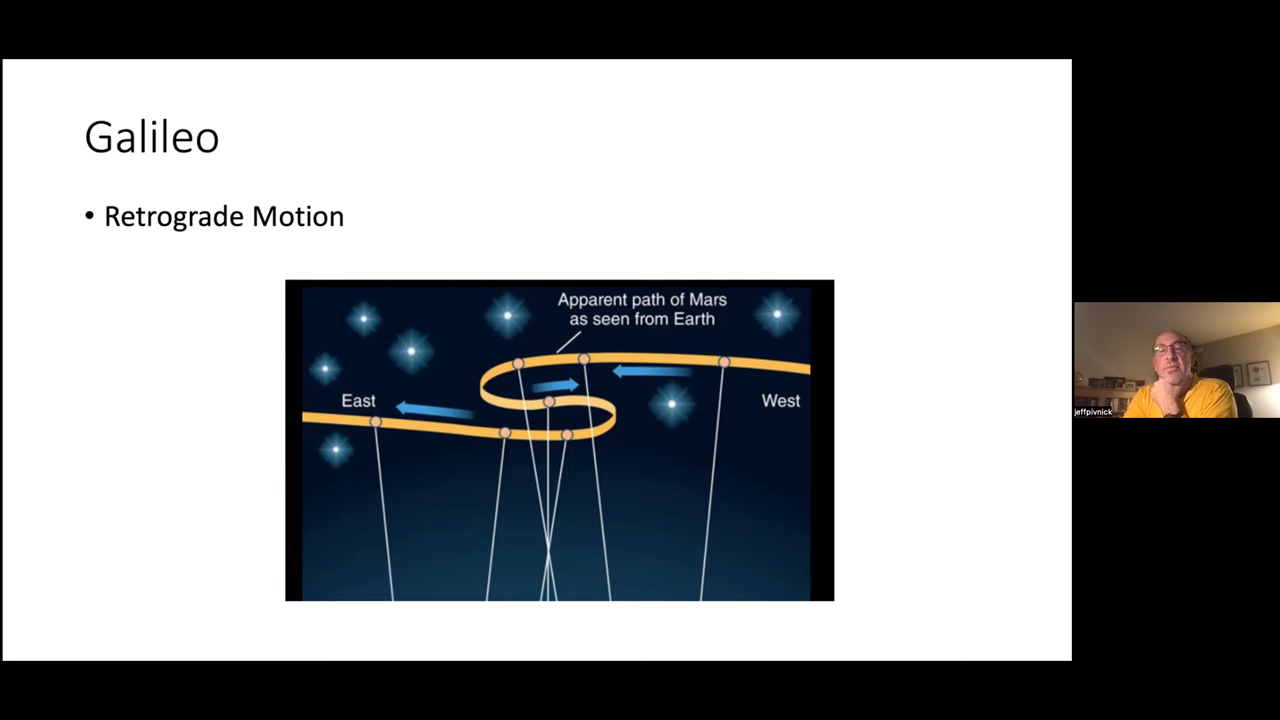 Galileo
• Retrograde Motion
Apparent path of Mars
as seen from Earth
East
West
jeffpivnick